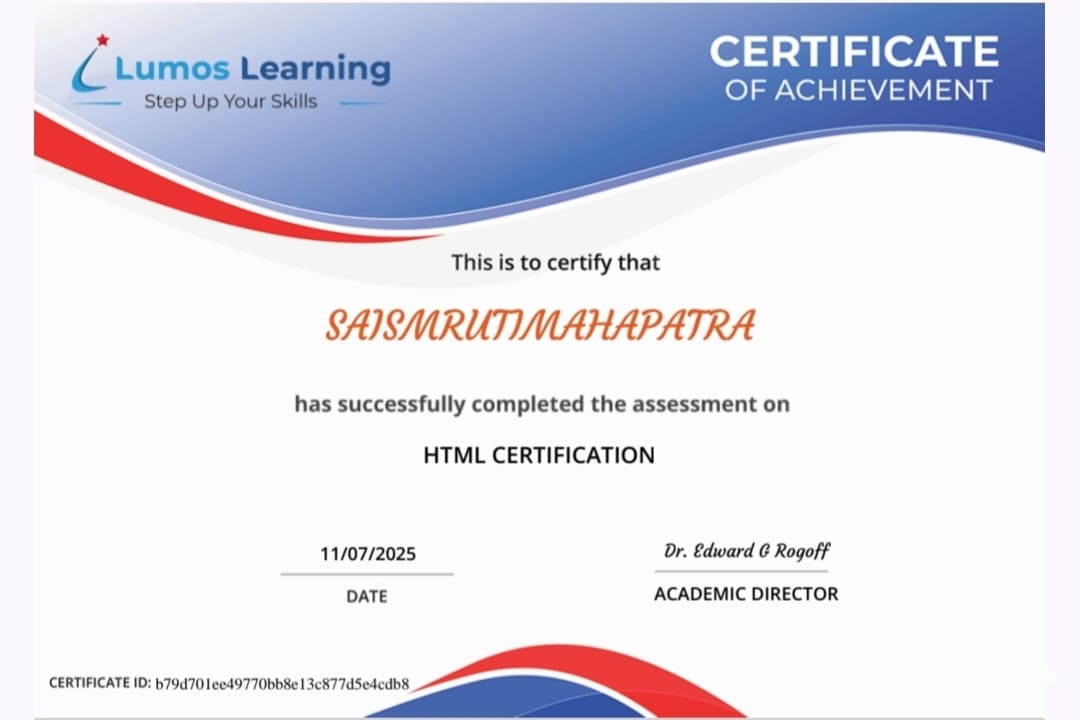 Lumos Learning
Step Up Your Skills
CERTIFICATE
OF ACHIEVEMENT
This is to certify that
SAISMRUTIMAHAPATRA
has successfully completed the assessment on
HTML CERTIFICATION
11/07/2025
DATE
Dr. Edward G Rogoff
ACADEMIC DIRECTOR
CERTIFICATE ID: b79d701ee49770bb8e13c877d5e4cdb8